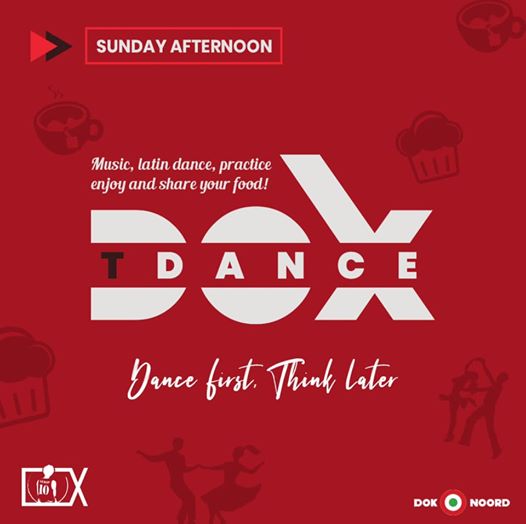 SUNDAY AFTERNOON
Music, latin dance, practice
enjoy and share your food!
DOX
TDANCE
Dance first, Think Later
10
X
DOK NOORD